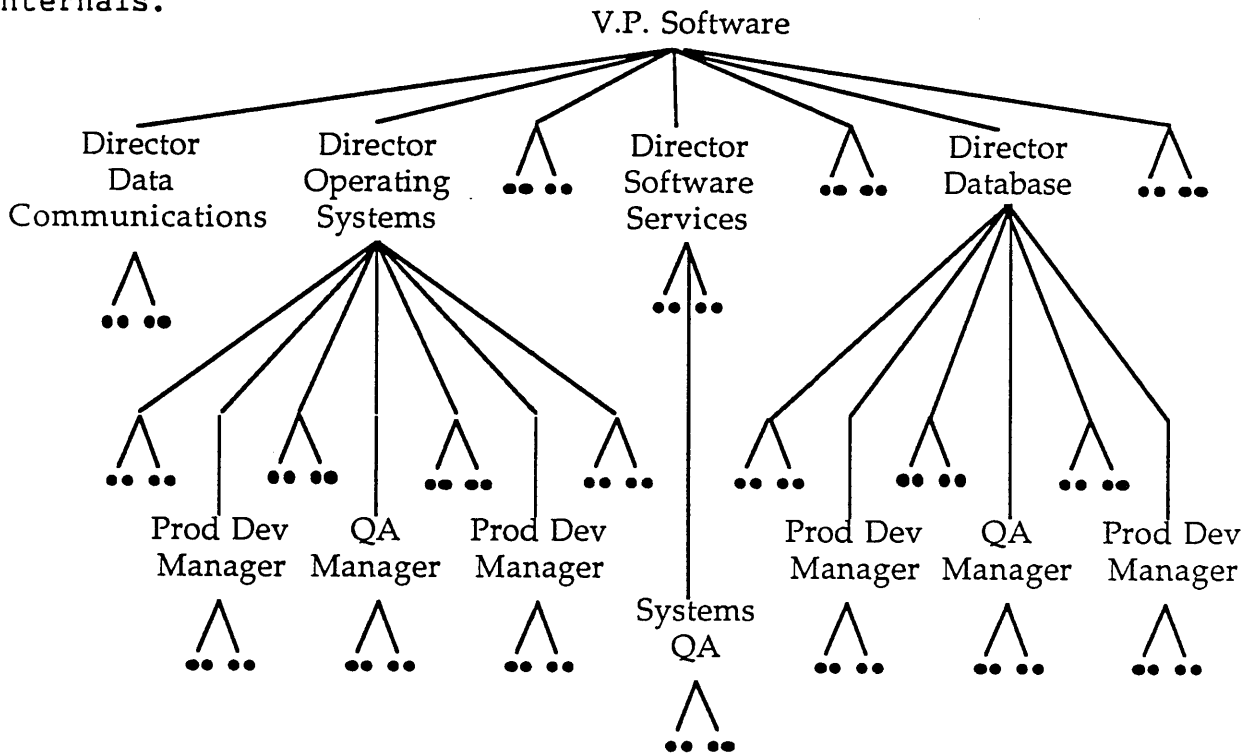 nternals.
V.P. Software
Director
Data
Communications
Director
Operating
Systems
Director
Software
Services
Director
Database
Prod Dev
Manager
QA
Manager
Prod Dev
Manager
Systems
QA
Prod Dev
Manager
QA
Manager
Prod Dev
Manager